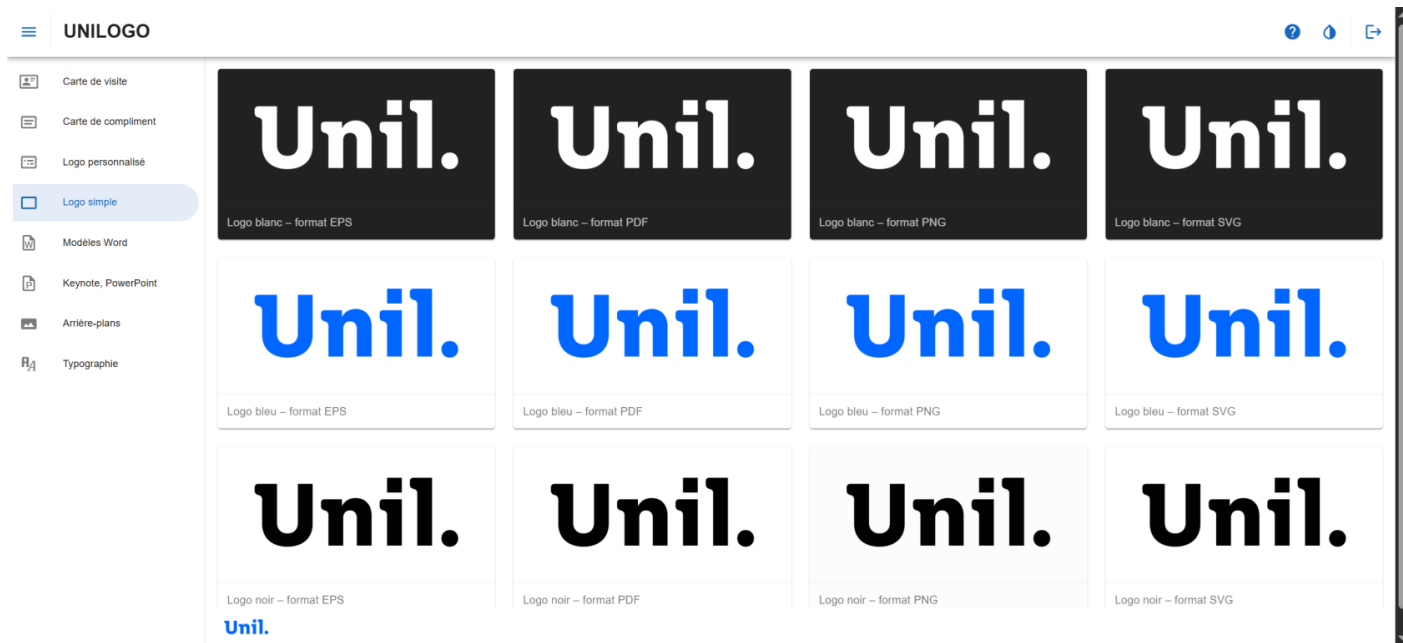 UNILOGO
Carte de visite
Carte de compliment
Logo personnalisé
Logo simple
Modèles Word
Keynote, PowerPoint
Arrière-plans
Typographie
Unil. Unil. Unil. Unil.
Logo blanc – format EPS Logo blanc – format PDF Logo blanc – format PNG Logo blanc – format SVG
Unil. Unil. Unil. Unil.
Logo bleu – format EPS Logo bleu – format PDF Logo bleu – format PNG Logo bleu – format SVG
Unil. Unil. Unil. Unil.
Logo noir – format EPS Logo noir – format PDF Logo noir – format PNG Logo noir – format SVG
Unil.